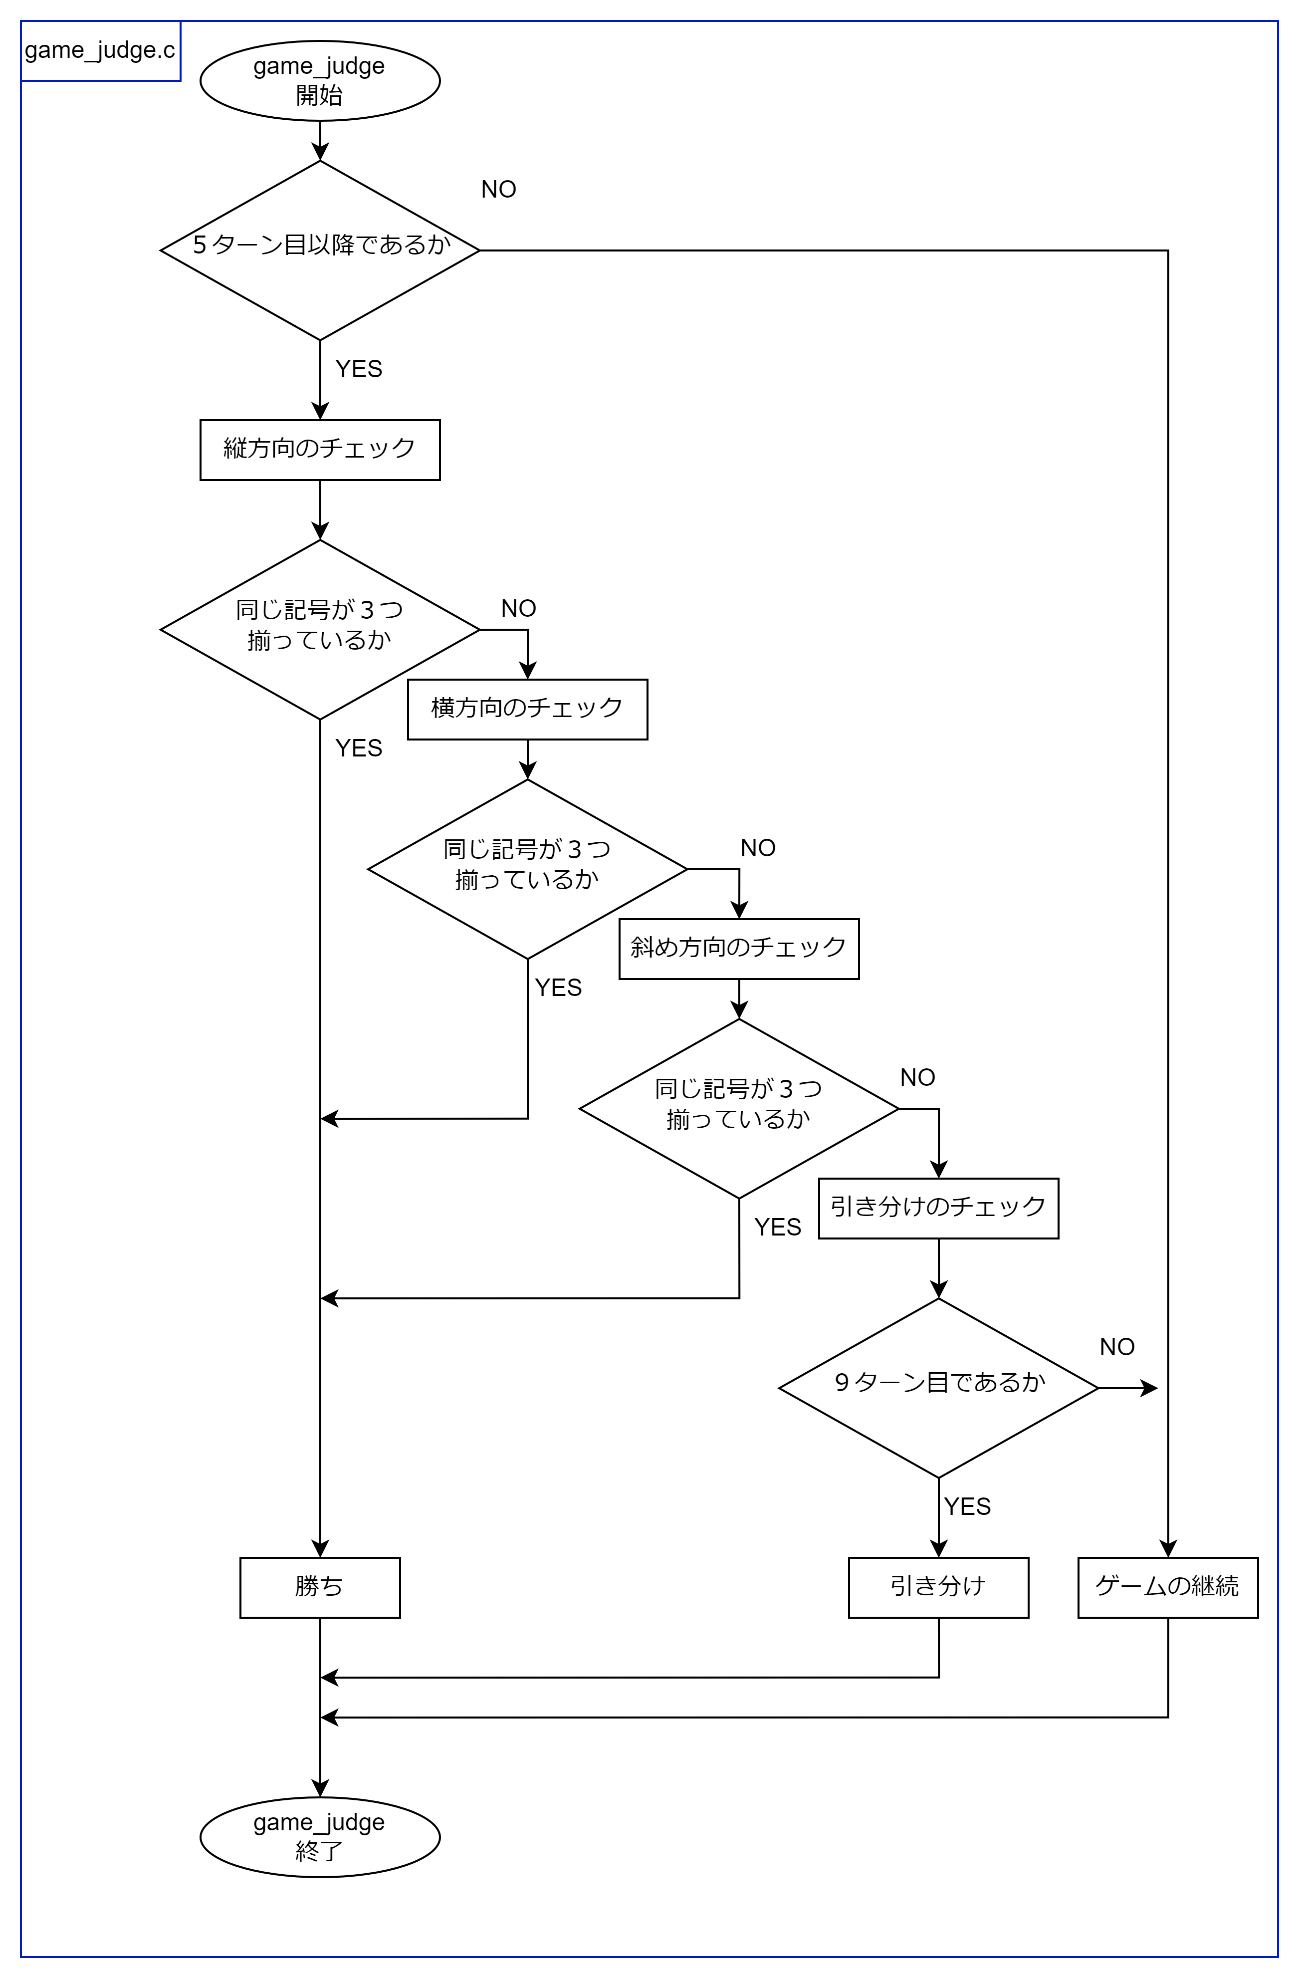 game_judge.c
game_judge
開始
NO
５ターン目以降であるか
YES
縦方向のチェック
同じ記号が３つ
揃っているか
NO
横方向のチェック
YES
同じ記号が３つ
揃っているか
NO
斜め方向のチェック
YES
同じ記号が３つ
揃っているか
NO
引き分けのチェック
YES
９ターン目であるか
NO
YES
勝ち
引き分け
ゲームの継続
game_judge
終了